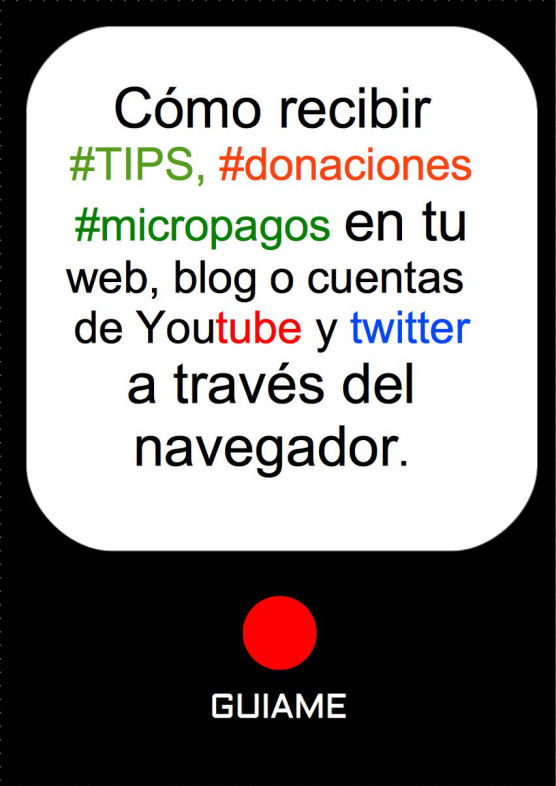 Cómo recibir
#TIPS, #donaciones
#micropagos en tu
web, blog o cuentas
de Youtube y twitter
a través del
navegador.
GUIAME